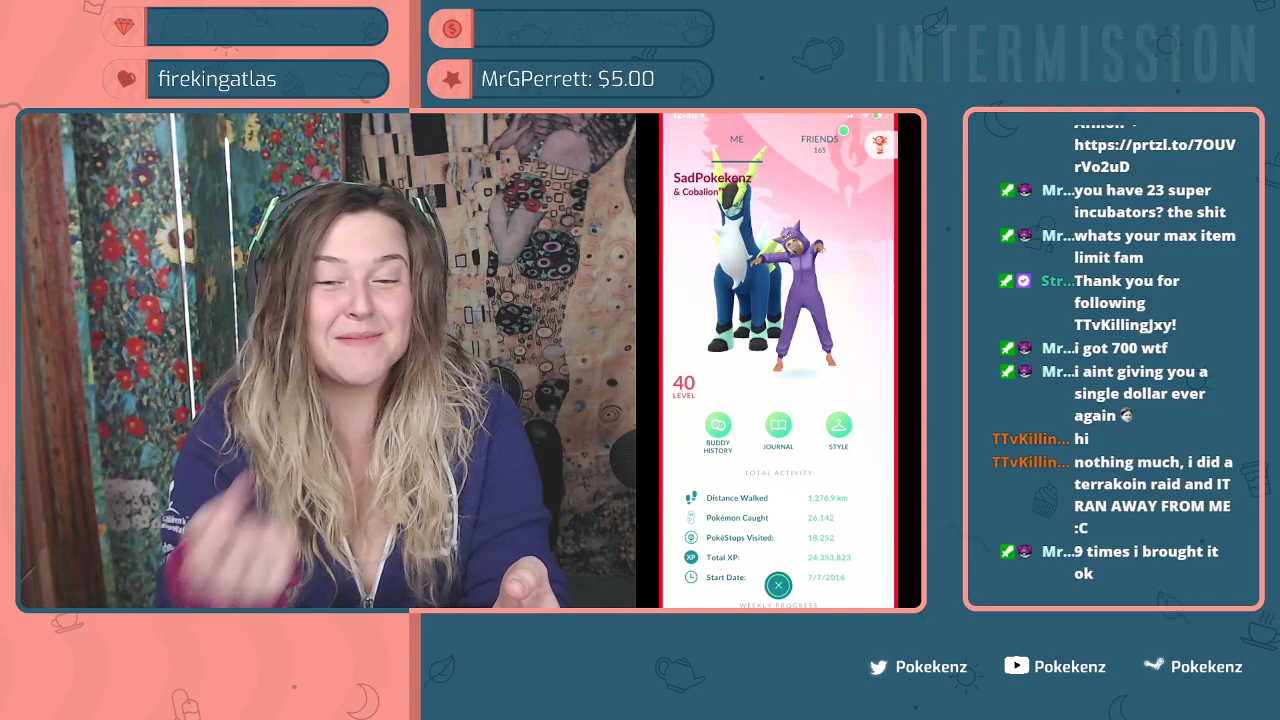 INTERMISSION
firekingatlas
MrGPerrett: $5.00
ME
FRIENDS
165
SadPokekenz
& Cobalion
40
LEVEL
BUDDY
HISTORY
JOURNAL
STYLE
TOTAL ACTIVITY
Distance Walked 1,276.9 km
Pokémon Caught 26,142
PokéStops Visited: 18,252
XP Total XP: 24,353,823
Start Date: 7/7/2016
WEEKLY PROGRESS
https://prtzl.to/7OUV
rVo2uD
Mr...you have 23 super
incubators? the shit
Mr...whats your max item
limit fam
Str...Thank you for
following
TTvKillingJxy!
Mr...i got 700 wtf
Mr...i aint giving you a
single dollar ever
again
TTvKillin... hi
TTvKillin... nothing much, i did a
terrakoin raid and IT
RAN AWAY FROM ME
:C
Mr...9 times i brought it
ok
Pokekenz
Pokekenz
Pokekenz